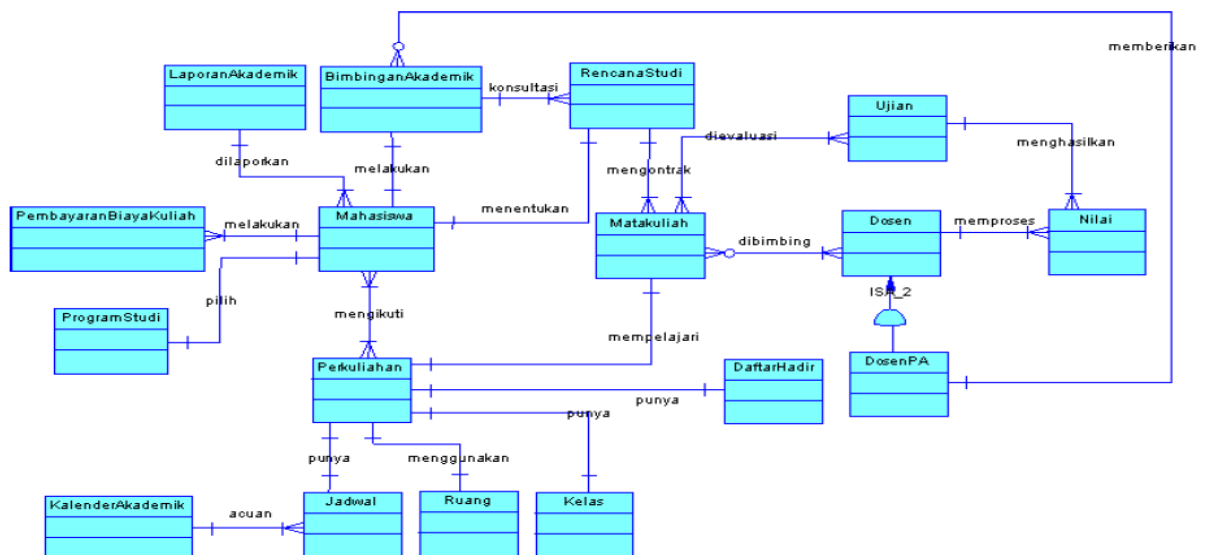 memberikan
LaporanAkademik
BimbinganAkademik
konsultasi
RencanaStudi
Ujian
dievaluasi
menghasilkan
dilaporkan
melakukan
mengontrak
PembayaranBiayaKuliah
melakukan
Mahasiswa
menentukan
Matakuliah
dibimbing
Dosen
memproses
Nilai
ISA_2
pilih
mengikuti
ProgramStudi
mempelajari
Perkuliahan
DaftarHadir
DosenPA
punya
punya
punya
menggunakan
KalenderAkademik
acuan
Jadwal
Ruang
Kelas